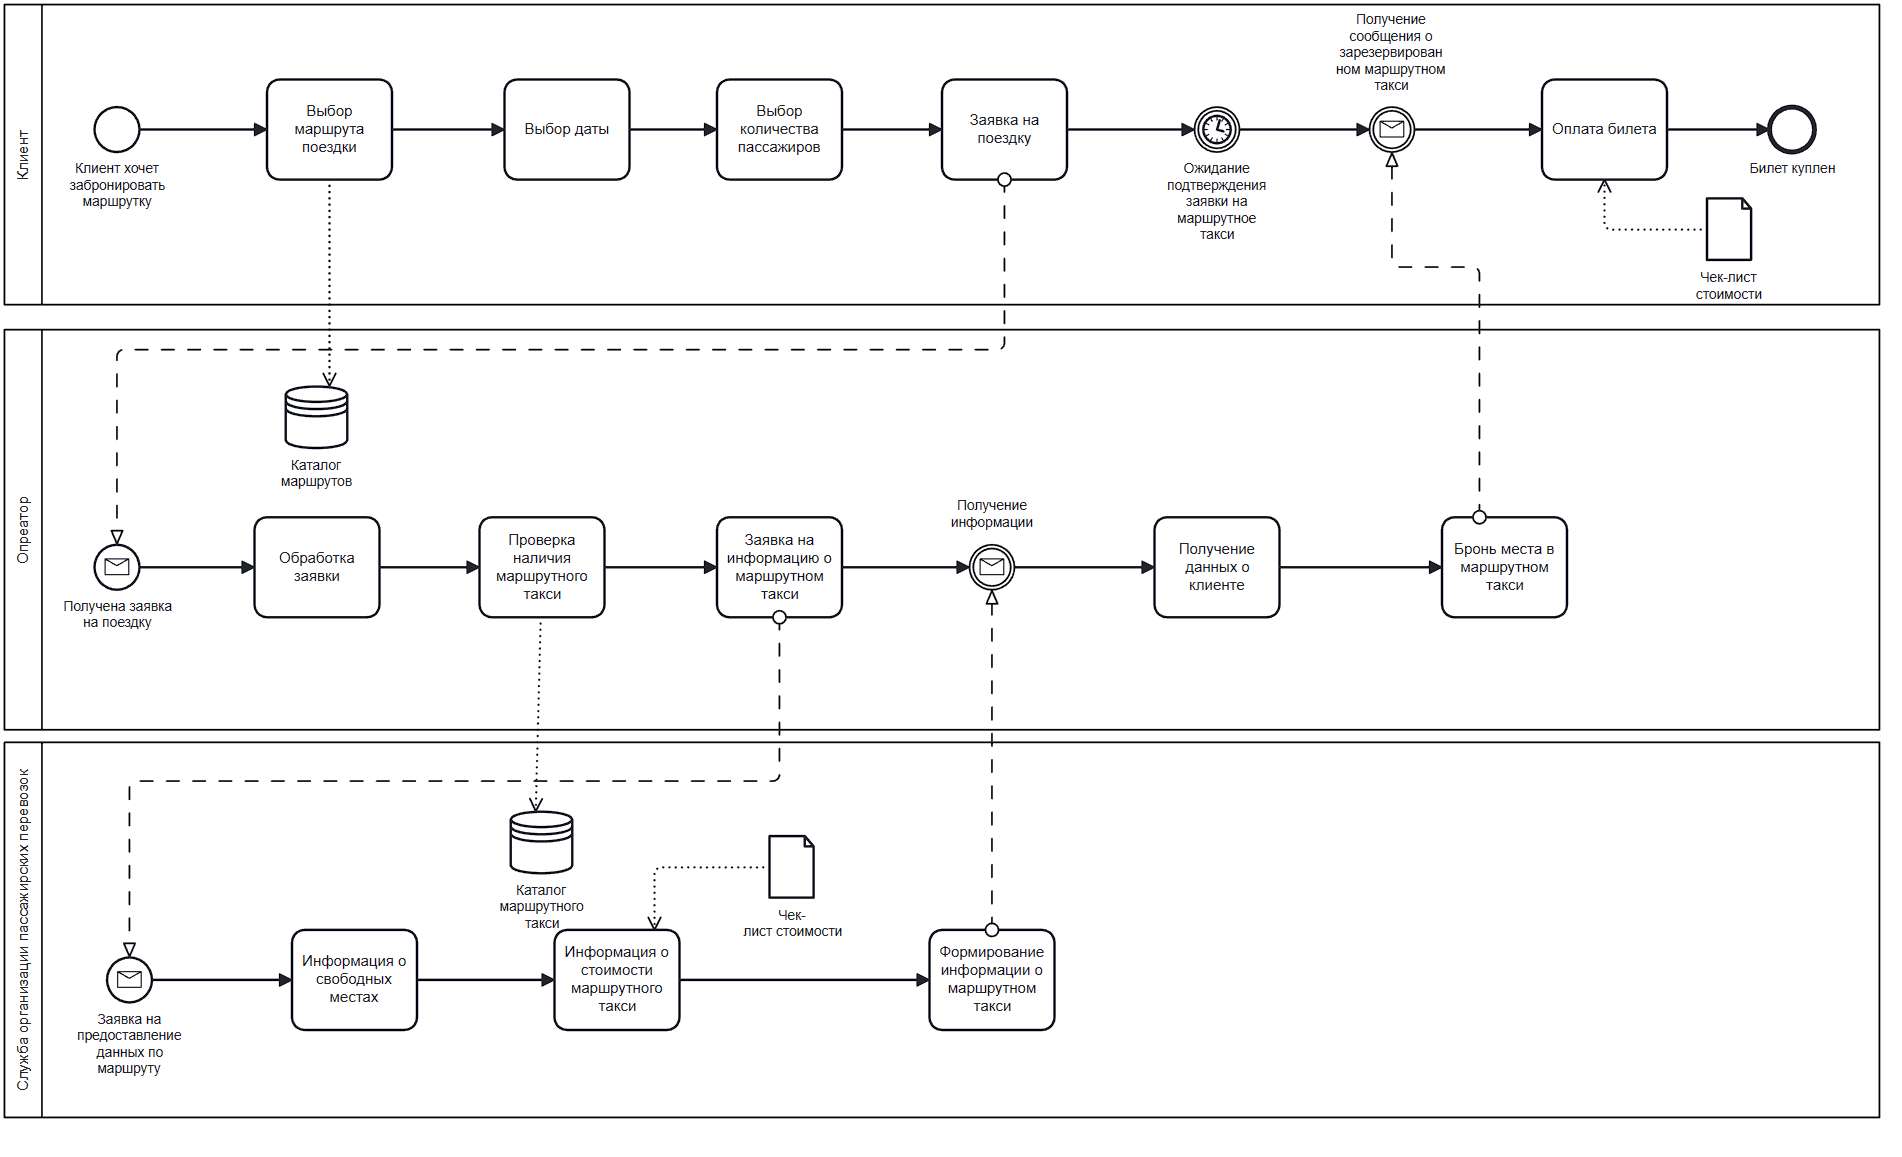 Клиент
Клиент хочет
забронировать
маршрутку
Выбор
маршрута
поездки
Выбор даты
Выбор
количества
пассажиров
Заявка на
поездку
Ожидание
подтверждения
заявки на
маршрутное
такси
Получение
сообщения о
зарезервирован
ном маршрутном
такси
Оплата билета
Билет куплен
Чек-лист
стоимости
Опреатор
Каталог
маршрутов
Получена заявка
на поездку
Обработка
заявки
Проверка
наличия
маршрутного
такси
Заявка на
информацию о
маршрутном
такси
Получение
информации
Получение
данных о
клиенте
Бронь места в
маршрутном
такси
Служба организации пассажирских перевозок
Каталог
маршрутного
такси
Чек-
лист стоимости
Заявка на
предоставление
данных по
маршруту
Информация о
свободных
местах
Информация о
стоимости
маршрутного
такси
Формирование
информации о
маршрутном
такси